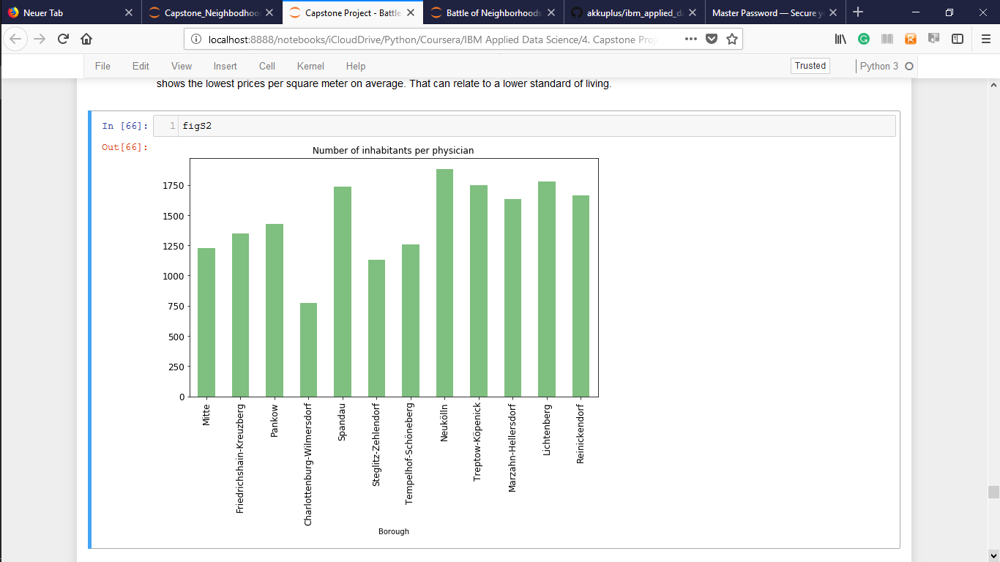 Neuer Tab
Capstone_Neighbodhoo
Capstone Project - Battle
Battle of Neighborhoods
akkuplus/ibm_applied_da
Master Password — Secure y
localhost:8888/notebooks/iCloudDrive/Python/Coursera/IBM Applied Data Science/4. Capstone Proj
File Edit View Insert Cell Kernel Help
Trusted
Python 3
shows the lowest prices per square meter on average. That can relate to a lower standard of living.
In [66]:
1 figS2
Out[66]:
Number of inhabitants per physician
1750
1500
1250
1000
750
500
250
0
Mitte
Friedrichshain-Kreuzberg
Pankow
Charlottenburg-Wilmersdorf
Spandau
Steglitz-Zehlendorf
Tempelhof-Schöneberg
Neukölln
Treptow-Köpenick
Marzahn-Hellersdorf
Lichtenberg
Reinickendorf
Borough